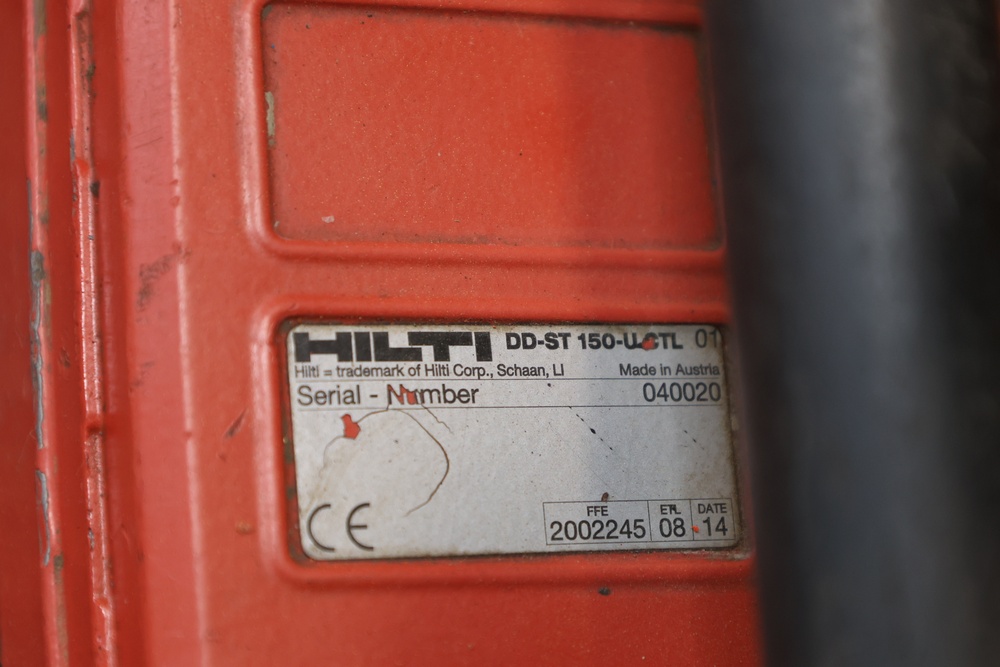 HILTI DD-ST 150-U CTL 01
Hilti = trademark of Hilti Corp., Schaan, LI Made in Austria
Serial - Number 040020
CE
FFE ETL DATE
2002245 08 14